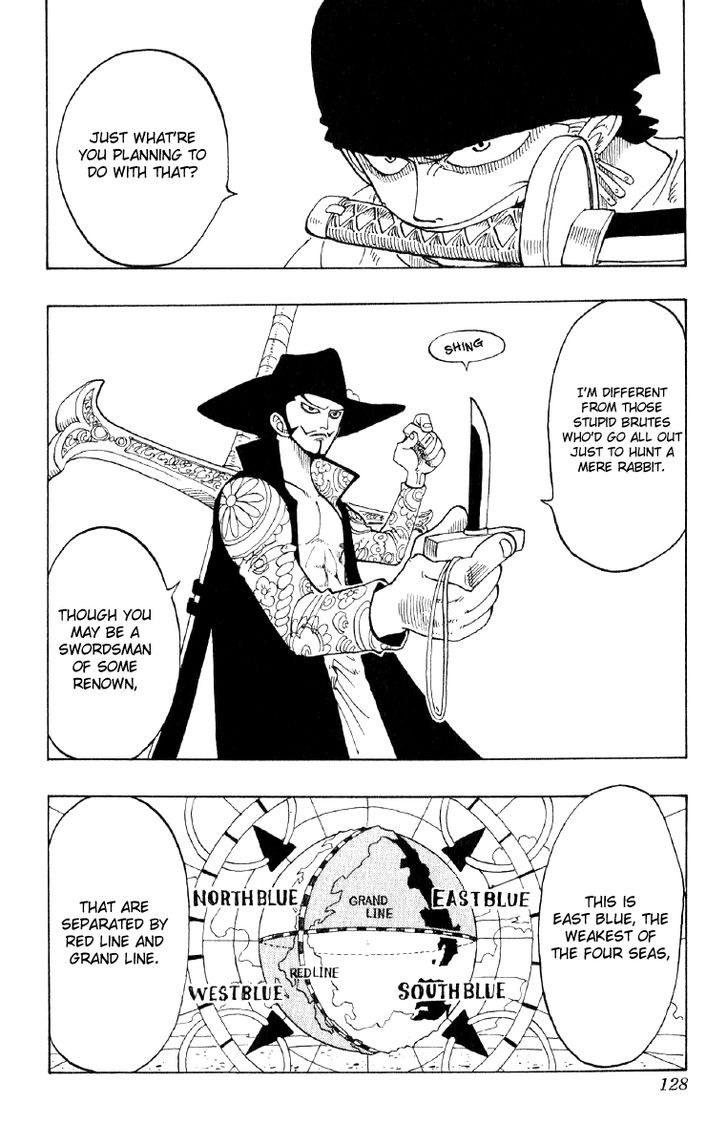 JUST WHAT'RE
YOU PLANNING TO
DO WITH THAT?
I'M DIFFERENT
FROM THOSE
STUPID BRUTES
WHO'D GO ALL OUT
JUST TO HUNT A
MERE RABBIT.
SHING
THOUGH YOU
MAY BE A
SWORDSMAN
OF SOME
RENOWN,
THIS IS
EAST BLUE, THE
WEAKEST OF
THE FOUR SEAS,
NORTH BLUE
GRAND
LINE
EAST BLUE
RED LINE
WEST BLUE
SOUTH BLUE
THAT ARE
SEPARATED BY
RED LINE AND
GRAND LINE.
128